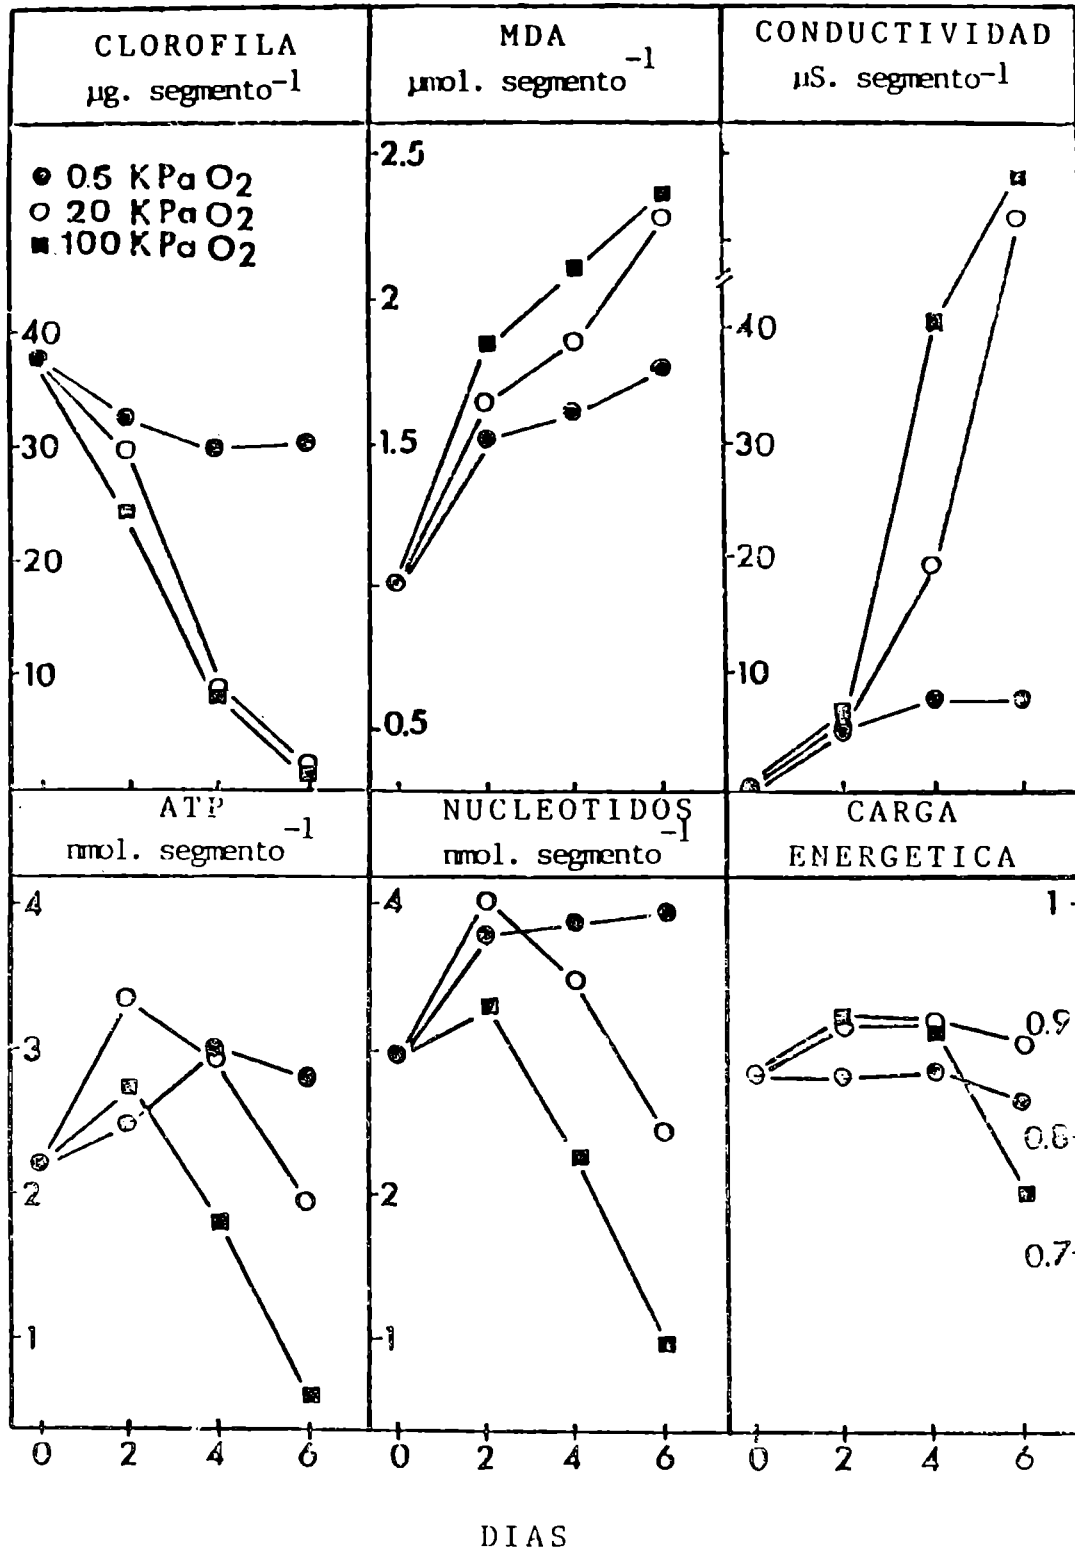 CLOROFILA
µg. segmento-1
MDA
µmol. segmento-1
CONDUCTIVIDAD
µS. segmento-1
0.5 KPa O2
20 KPa O2
100 KPa O2
40
30
20
10
2.5
2
1.5
0.5
40
30
20
10
ATP
nmol. segmento-1
NUCLEOTIDOS
nmol. segmento-1
CARGA
ENERGETICA
4
3
2
1
4
2
1
1
0.9
0.8
0.7
0 2 4 6
0 2 4 6
0 2 4 6
DIAS